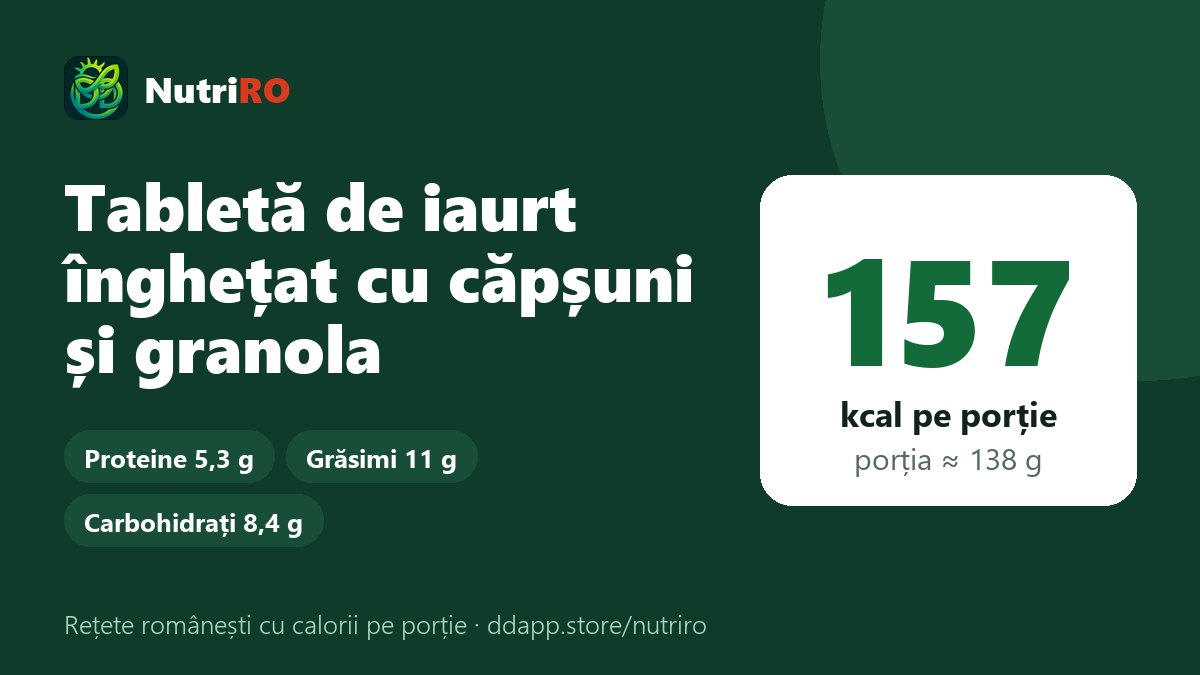 NutriRO
Tabletă de iaurt
înghețat cu căpșuni
și granola
Proteine 5,3 g
Grăsimi 11 g
Carbohidrați 8,4 g
157
kcal pe porție
porția ≈ 138 g
Rețete românești cu calorii pe porție · ddapp.store/nutriro